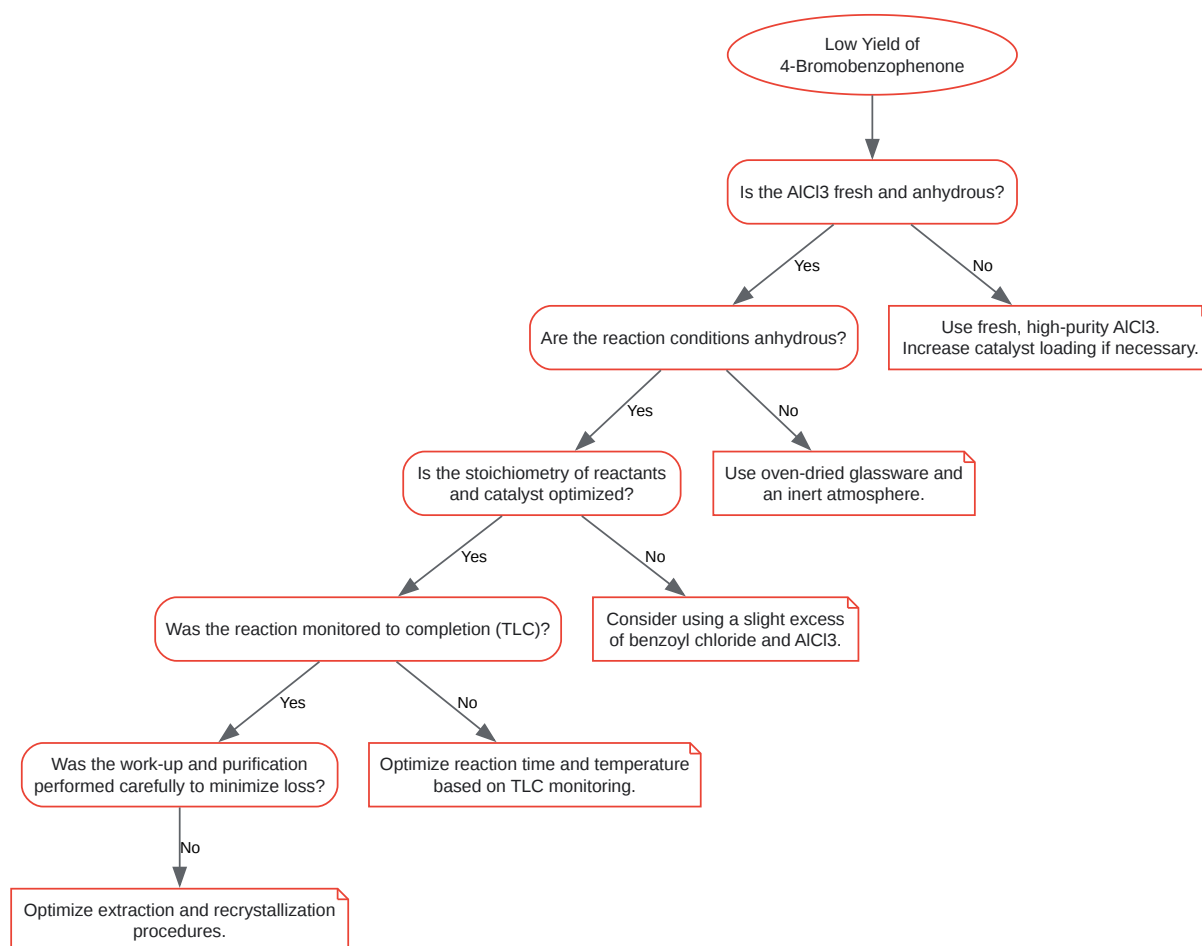 Low Yield of
4-Bromobenzophenone
Is the AlCl3 fresh and anhydrous?
Yes
No
Are the reaction conditions anhydrous?
Use fresh, high-purity AlCl3.
Increase catalyst loading if necessary.
Yes
No
Is the stoichiometry of reactants
and catalyst optimized?
Use oven-dried glassware and
an inert atmosphere.
Yes
No
Was the reaction monitored to completion (TLC)?
Consider using a slight excess
of benzoyl chloride and AlCl3.
Yes
No
Was the work-up and purification
performed carefully to minimize loss?
Optimize reaction time and temperature
based on TLC monitoring.
No
Optimize extraction and recrystallization
procedures.